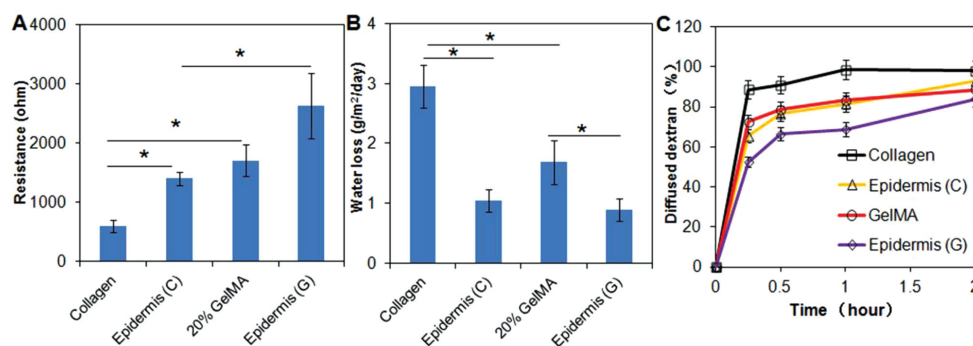 A
Resistance (ohm)
4000
3000
2000
1000
0
*
*
*
Collagen
Epidermis (C)
20% GelMA
Epidermis (G)
B
Water loss (g/m²/day)
4
3
2
1
0
*
*
*
Collagen
Epidermis (C)
20% GelMA
Epidermis (G)
C
Diffused dextran (%)
120
100
80
60
40
20
0
Collagen
Epidermis (C)
GelMA
Epidermis (G)
0
0.5
1
1.5
2
Time (hour)